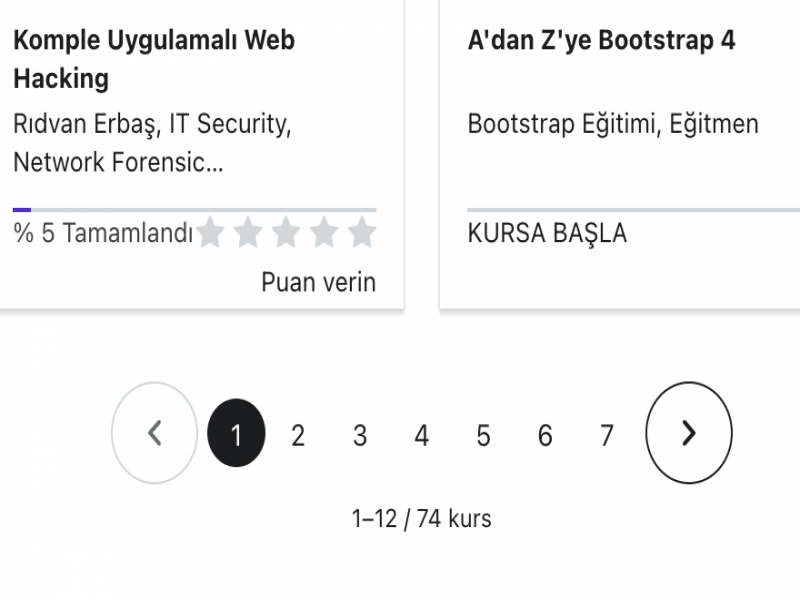 Komple Uygulamalı Web
Hacking
Rıdvan Erbaş, IT Security,
Network Forensic...
% 5 Tamamlandı
Puan verin
A'dan Z'ye Bootstrap 4
Bootstrap Eğitimi, Eğitmen
KURSA BAŞLA
1 2 3 4 5 6 7
1–12 / 74 kurs